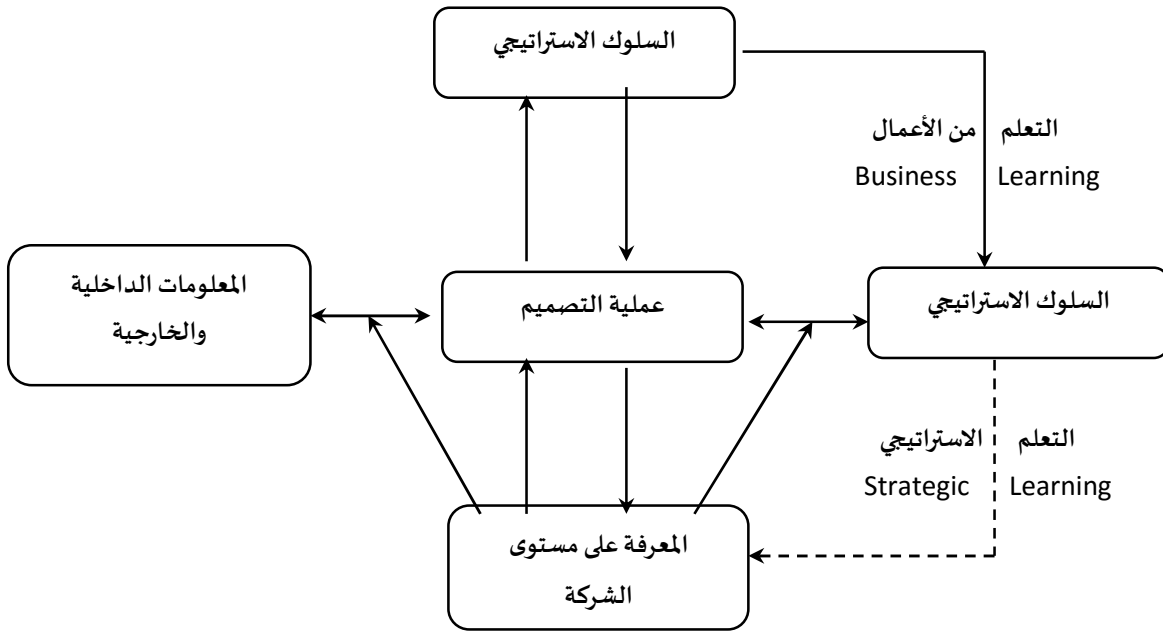 السلوك الاستراتيجي
التعلم من الأعمال
Business Learning
المعلومات الداخلية
والخارجية
عملية التصميم
السلوك الاستراتيجي
التعلم الاستراتيجي
Strategic Learning
المعرفة على مستوى
الشركة